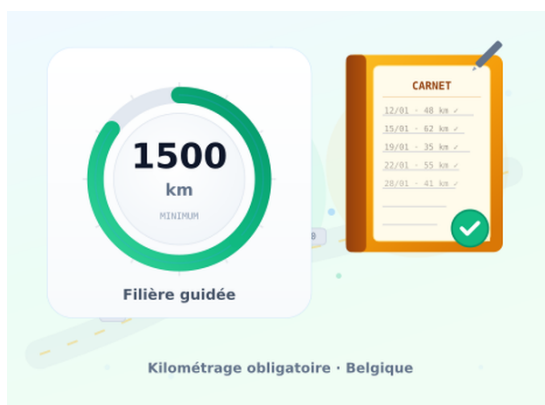 1500
km
MINIMUM
Filière guidée
CARNET
12/01 · 48 km ✓
15/01 · 62 km ✓
19/01 · 35 km ✓
22/01 · 55 km ✓
28/01 · 41 km ✓
Kilométrage obligatoire · Belgique